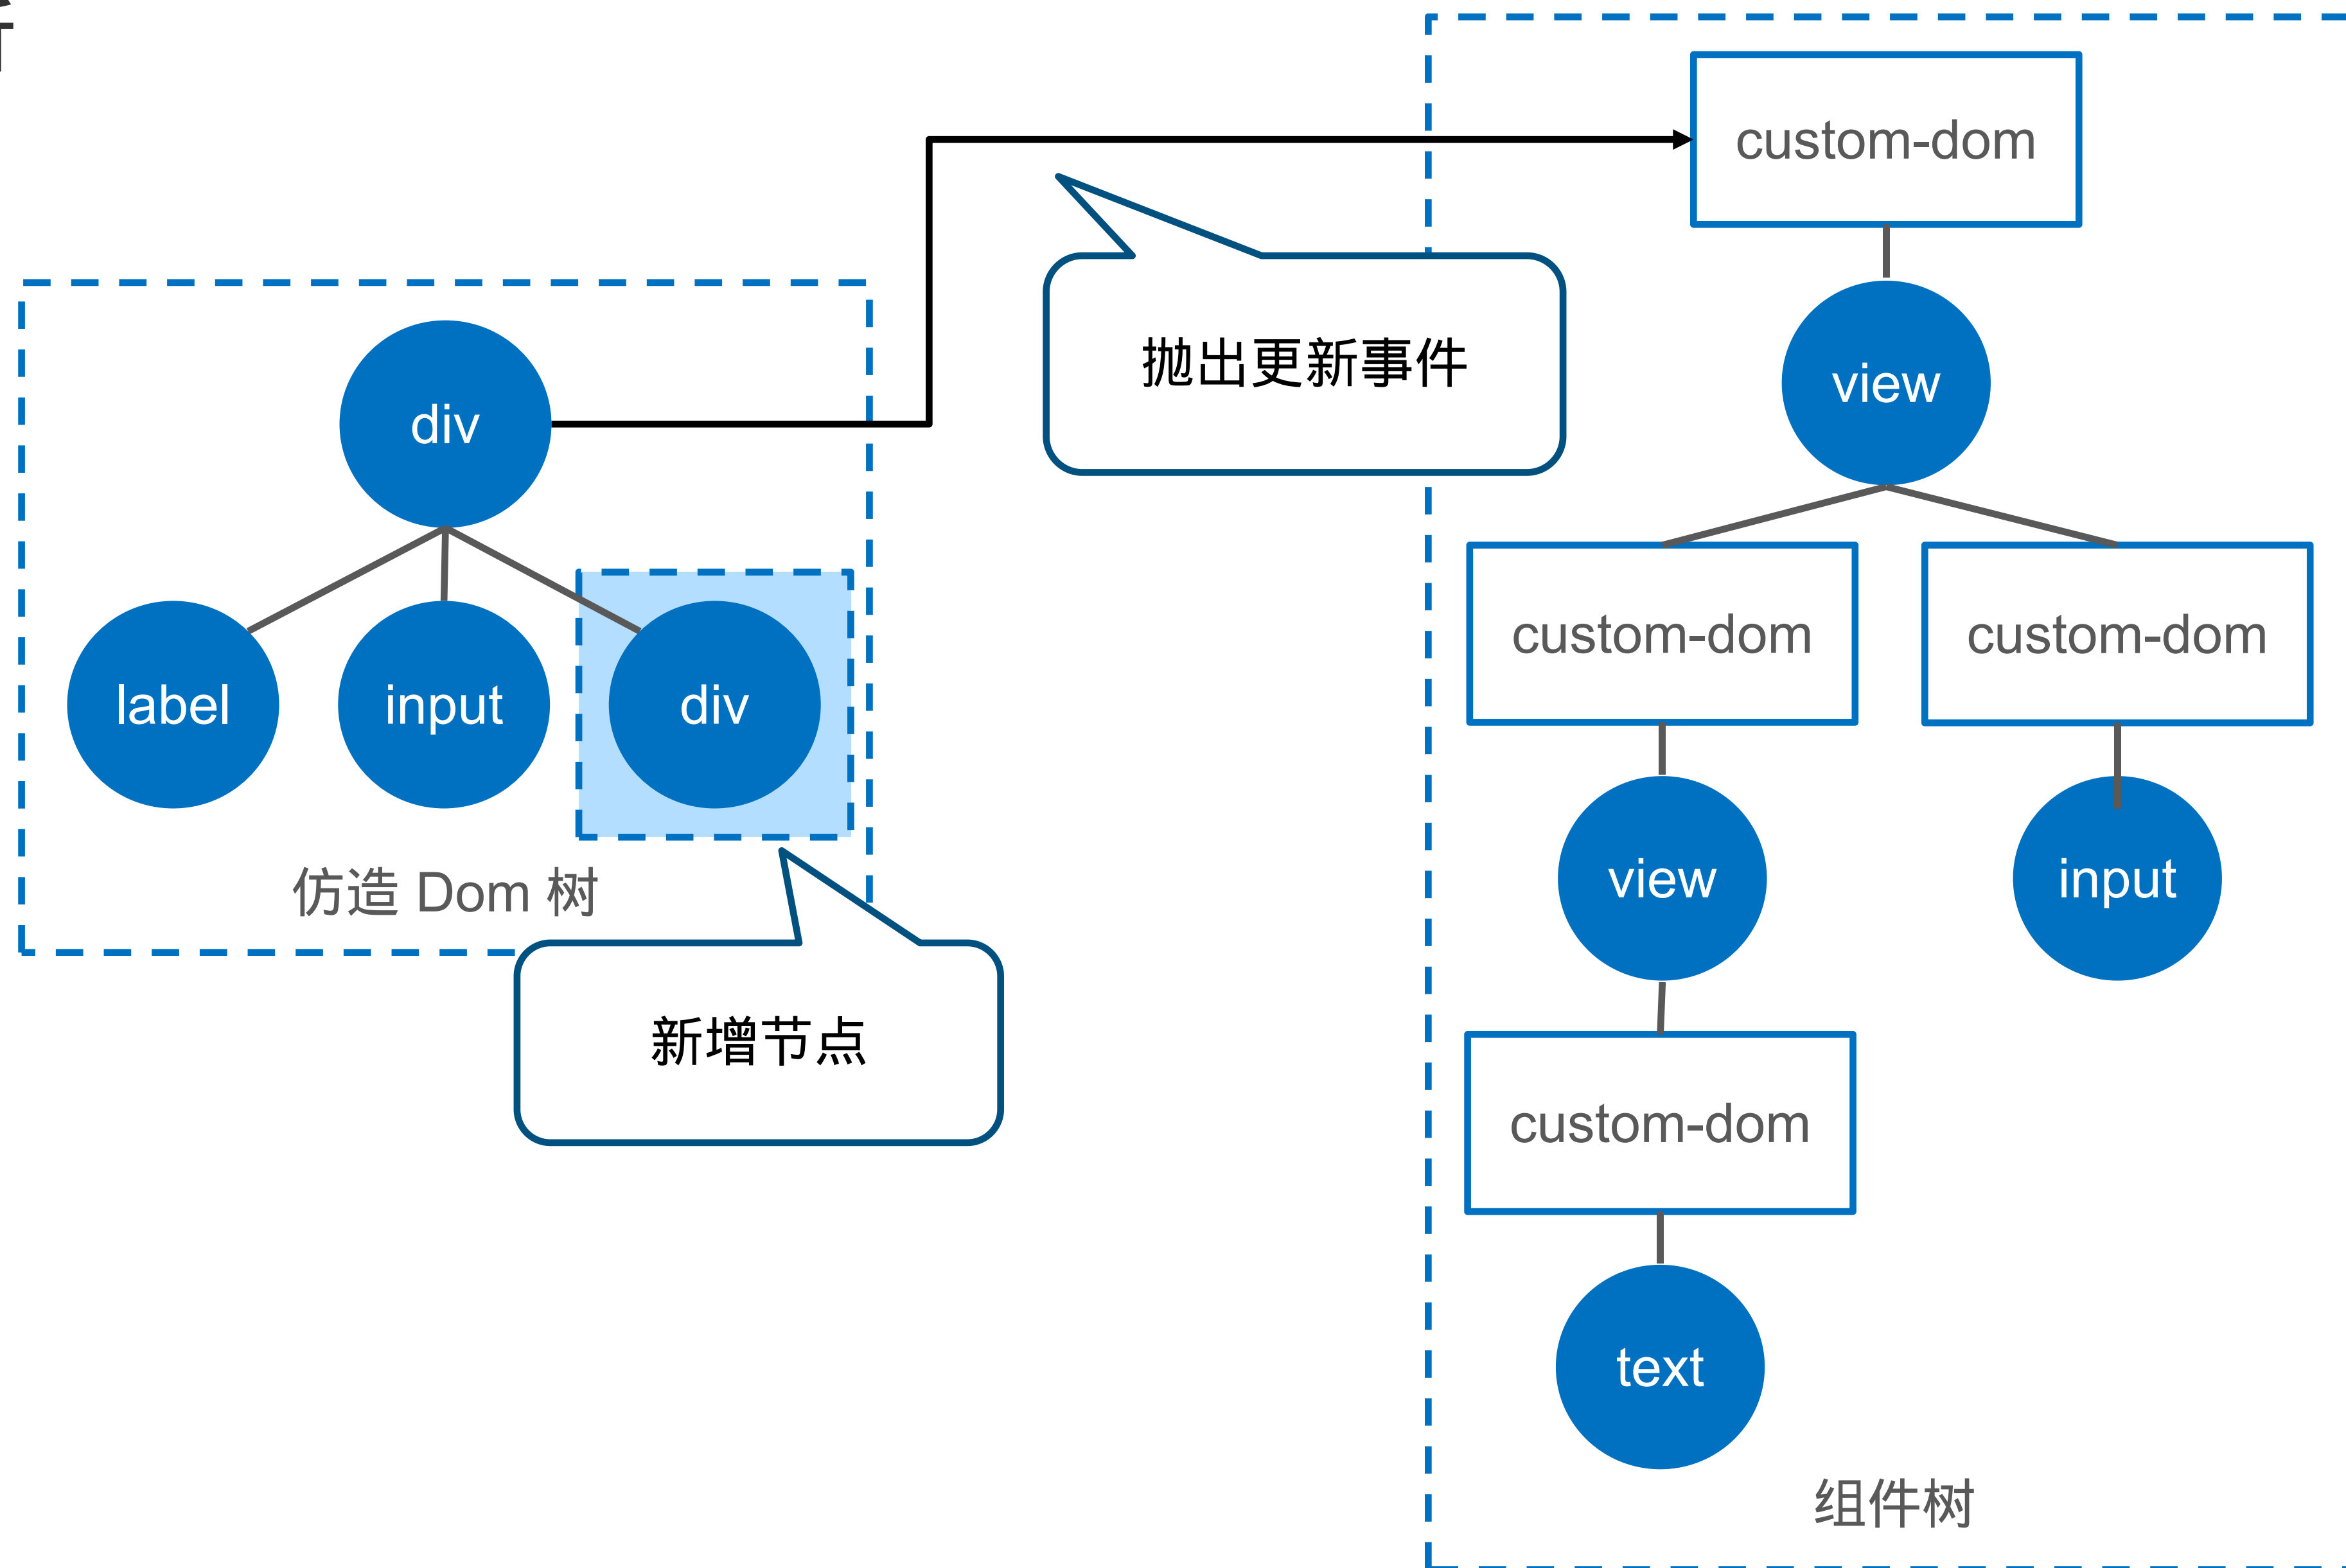 custom-dom
抛出更新事件
view
div
custom-dom
custom-dom
label
input
div
view
input
仿造 Dom 树
新增节点
custom-dom
text
组件树